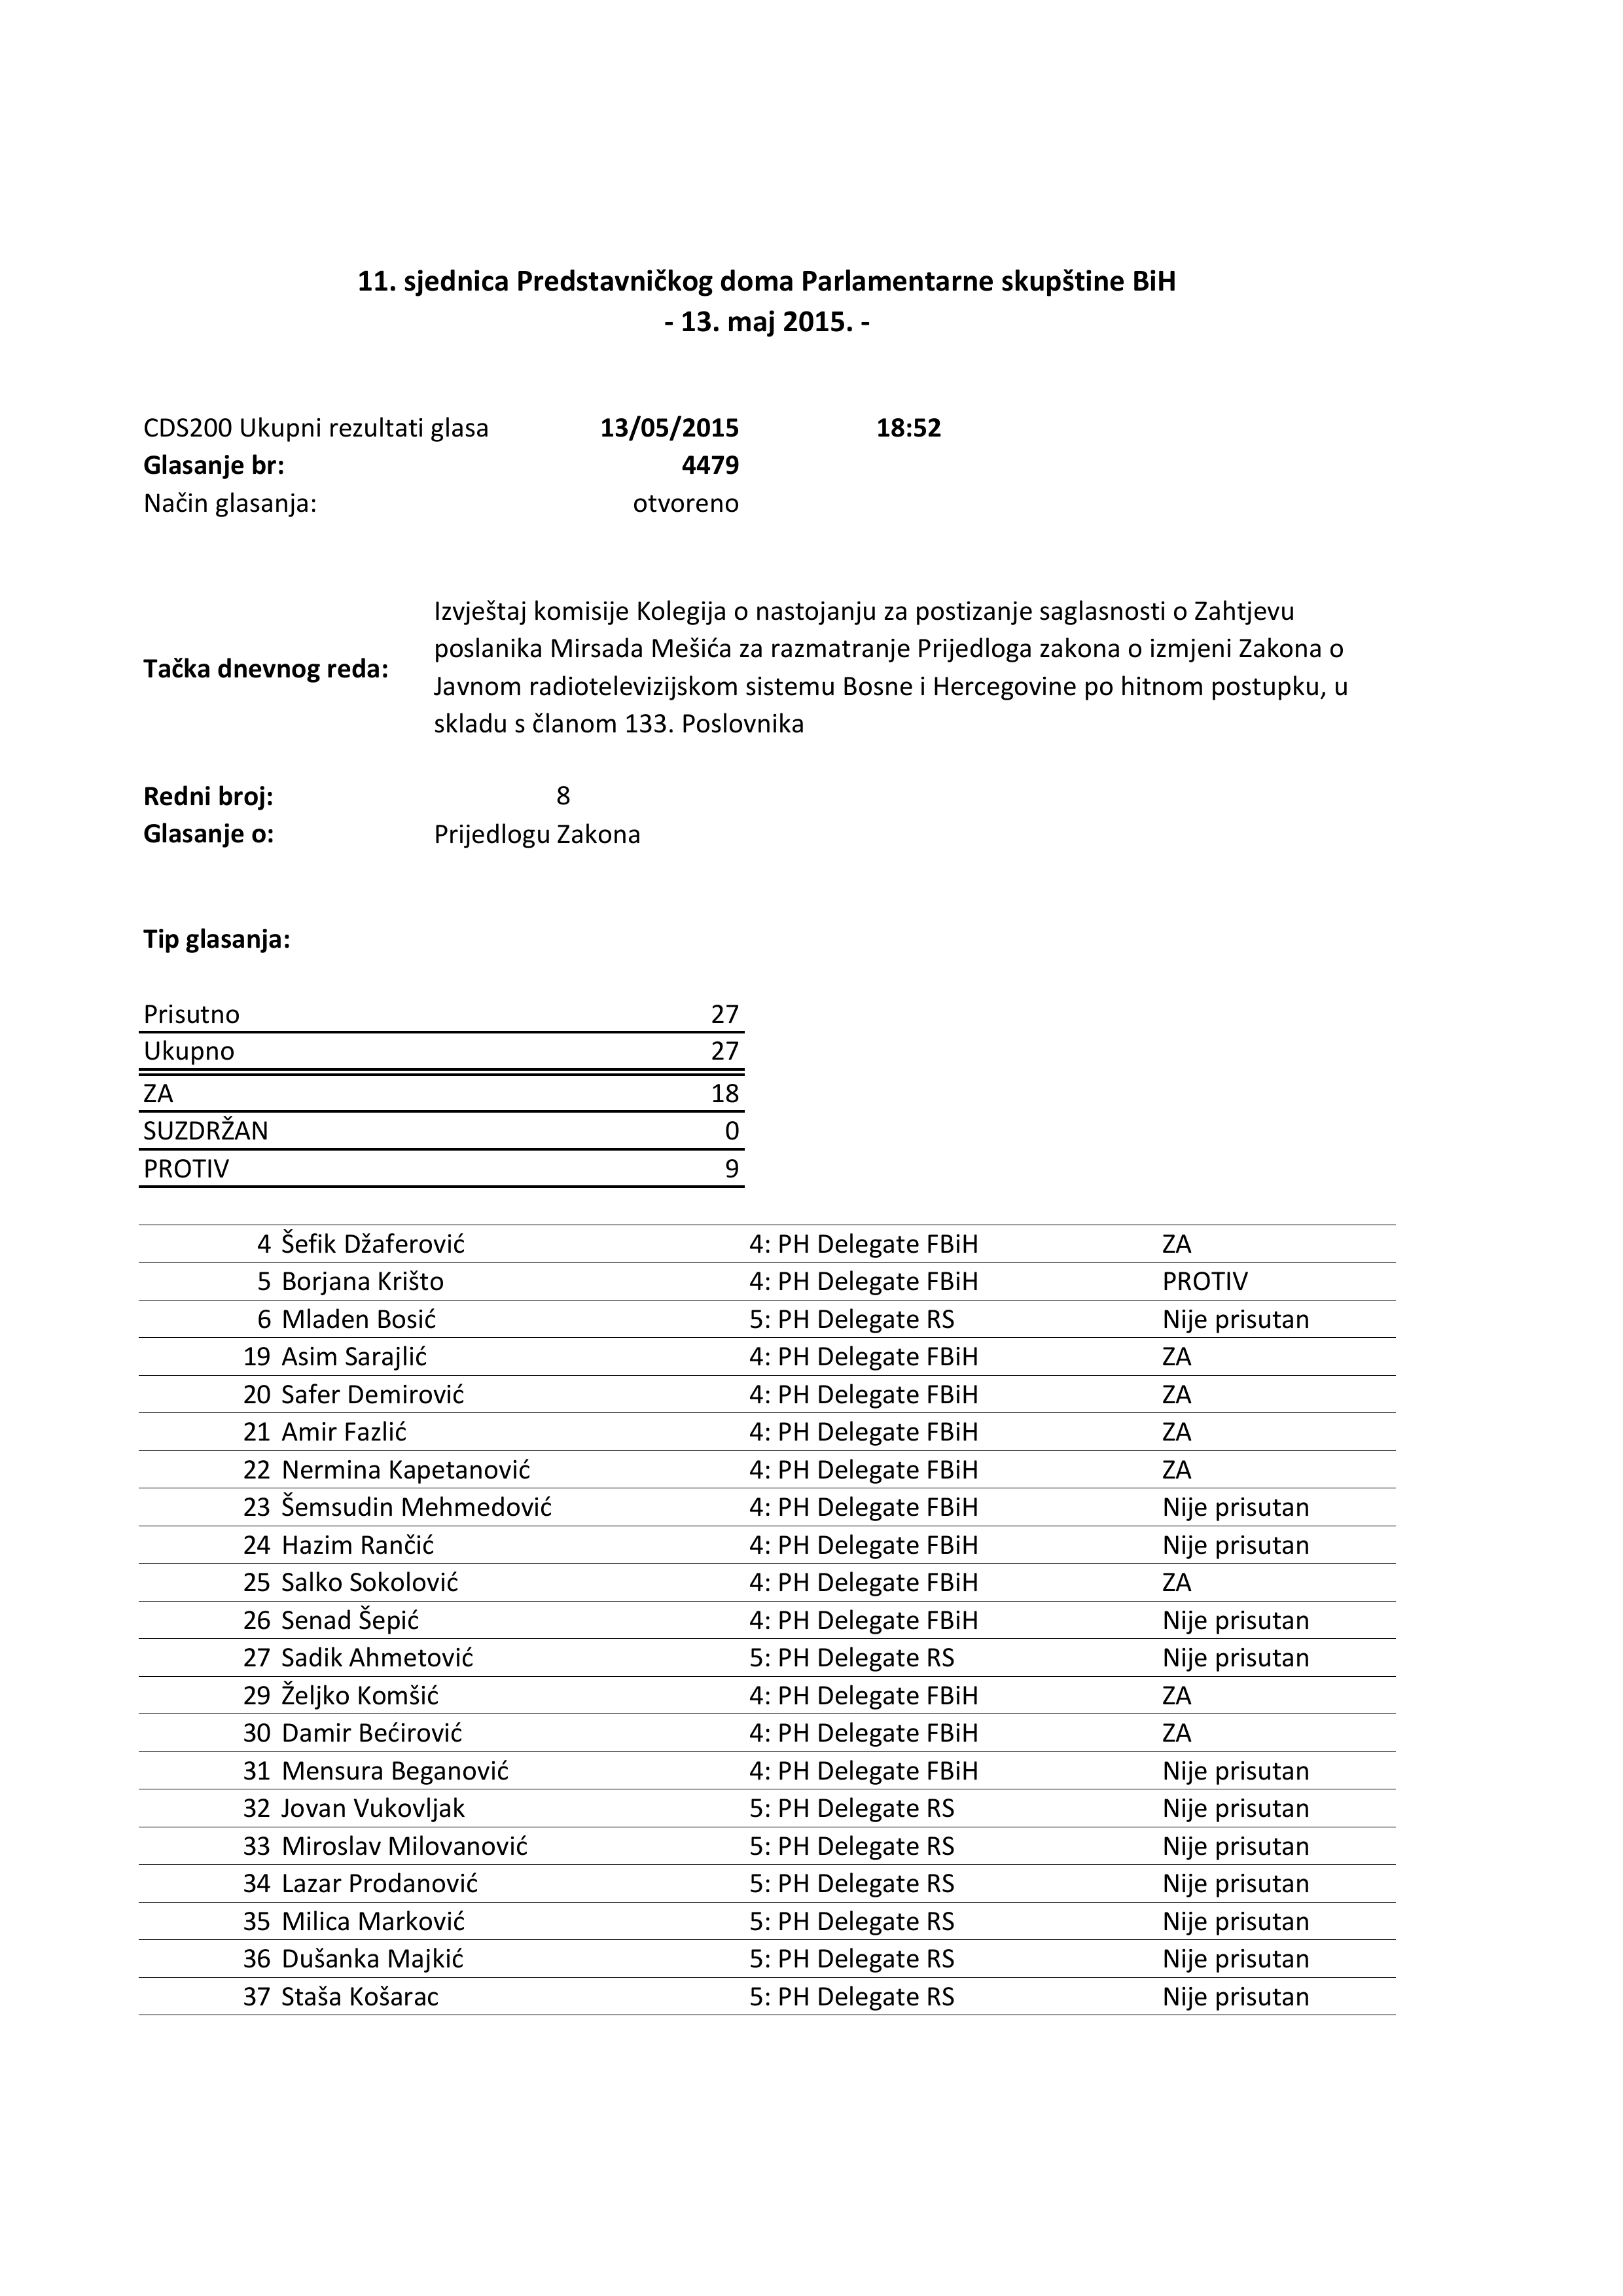 11. sjednica Predstavničkog doma Parlamentarne skupštine BiH
- 13. maj 2015. -
CDS200 Ukupni rezultati glasa 13/05/2015 18:52
Glasanje br: 4479
Način glasanja: otvoreno
Tačka dnevnog reda:
Izvještaj komisije Kolegija o nastojanju za postizanje saglasnosti o Zahtjevu
poslanika Mirsada Mešića za razmatranje Prijedloga zakona o izmjeni Zakona o
Javnom radiotelevizijskom sistemu Bosne i Hercegovine po hitnom postupku, u
skladu s članom 133. Poslovnika
Redni broj: 8
Glasanje o: Prijedlogu Zakona
Tip glasanja:
Prisutno 27
Ukupno 27
ZA 18
SUZDRŽAN 0
PROTIV 9
4 Šefik Džaferović 4: PH Delegate FBiH ZA
5 Borjana Krišto 4: PH Delegate FBiH PROTIV
6 Mladen Bosić 5: PH Delegate RS Nije prisutan
19 Asim Sarajlić 4: PH Delegate FBiH ZA
20 Safer Demirović 4: PH Delegate FBiH ZA
21 Amir Fazlić 4: PH Delegate FBiH ZA
22 Nermina Kapetanović 4: PH Delegate FBiH ZA
23 Šemsudin Mehmedović 4: PH Delegate FBiH Nije prisutan
24 Hazim Rančić 4: PH Delegate FBiH Nije prisutan
25 Salko Sokolović 4: PH Delegate FBiH ZA
26 Senad Šepić 4: PH Delegate FBiH Nije prisutan
27 Sadik Ahmetović 5: PH Delegate RS Nije prisutan
29 Željko Komšić 4: PH Delegate FBiH ZA
30 Damir Bećirović 4: PH Delegate FBiH ZA
31 Mensura Beganović 4: PH Delegate FBiH Nije prisutan
32 Jovan Vukovljak 5: PH Delegate RS Nije prisutan
33 Miroslav Milovanović 5: PH Delegate RS Nije prisutan
34 Lazar Prodanović 5: PH Delegate RS Nije prisutan
35 Milica Marković 5: PH Delegate RS Nije prisutan
36 Dušanka Majkić 5: PH Delegate RS Nije prisutan
37 Staša Košarac 5: PH Delegate RS Nije prisutan